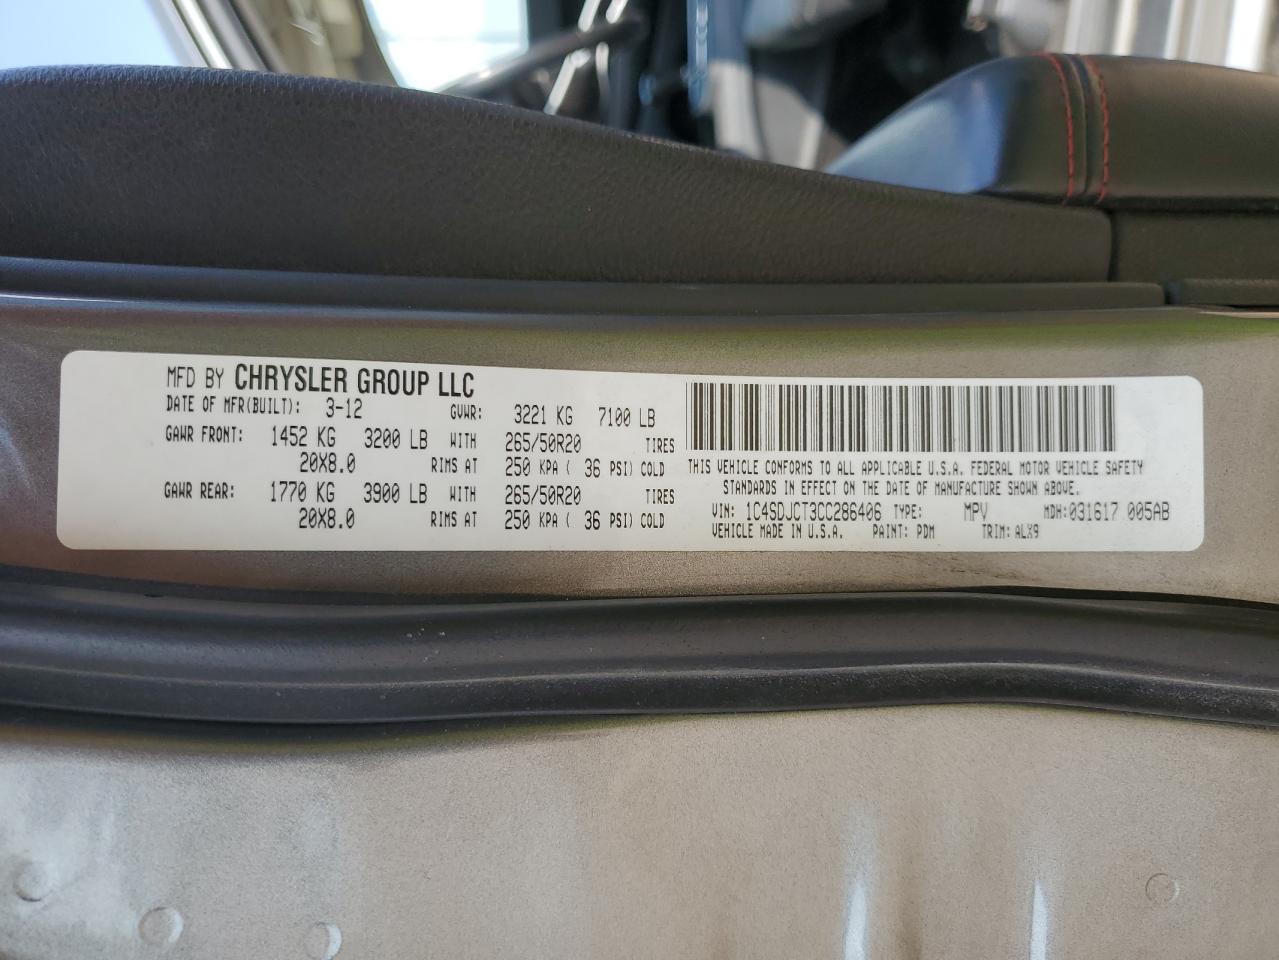 MFD BY CHRYSLER GROUP LLC
DATE OF MFR(BUILT): 3-12 GVWR: 3221 KG 7100 LB
GAWR FRONT: 1452 KG 3200 LB WITH 265/50R20 TIRES
20X8.0 RIMS AT 250 KPA ( 36 PSI) COLD
GAWR REAR: 1770 KG 3900 LB WITH 265/50R20 TIRES
20X8.0 RIMS AT 250 KPA ( 36 PSI) COLD
THIS VEHICLE CONFORMS TO ALL APPLICABLE U.S.A. FEDERAL MOTOR VEHICLE SAFETY
STANDARDS IN EFFECT ON THE DATE OF MANUFACTURE SHOWN ABOVE.
VIN: 1C4SDJCT3CC286406 TYPE: MPV MDH: 031617 005AB
VEHICLE MADE IN U.S.A. PAINT: PDM TRIM: ALX9